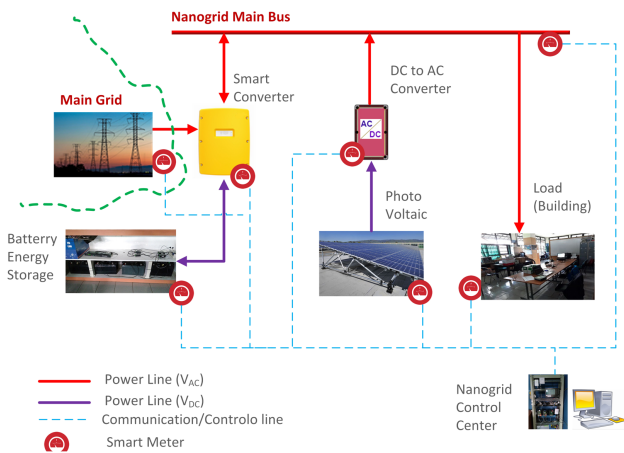 Nanogrid Main Bus
Smart
Converter
DC to AC
Converter
Main Grid
AC
DC
Photo
Voltaic
Load
(Building)
Batterry
Energy
Storage
Power Line (VAC)
Power Line (VDC)
Communication/Controlo line
Smart Meter
Nanogrid
Control
Center